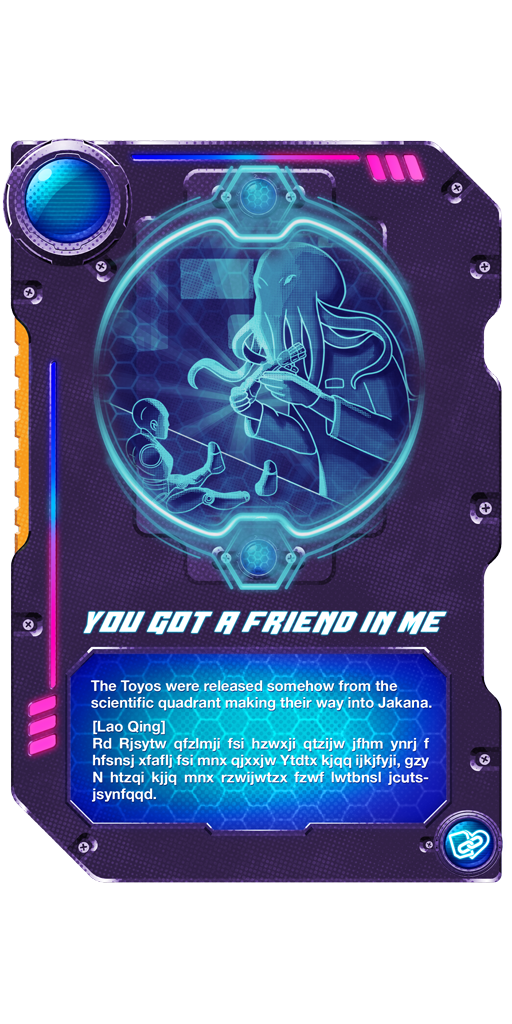 YOU GOT A FRIEND IN ME
The Toyos were released somehow from the
scientific quadrant making their way into Jakana.
[Lao Qing]
Rd Rjsytw qfzlmji fsi hzwxji qtzijw jfhm ynrj f
hfsnsj xfaflj fsi mnx qjxxjw Ytdtx kjqq ijkjfyji, gzy
N htzqi kjjq mnx rzwijwtzx fzwf lwtbnsl jcuts-
jsynfqqd.